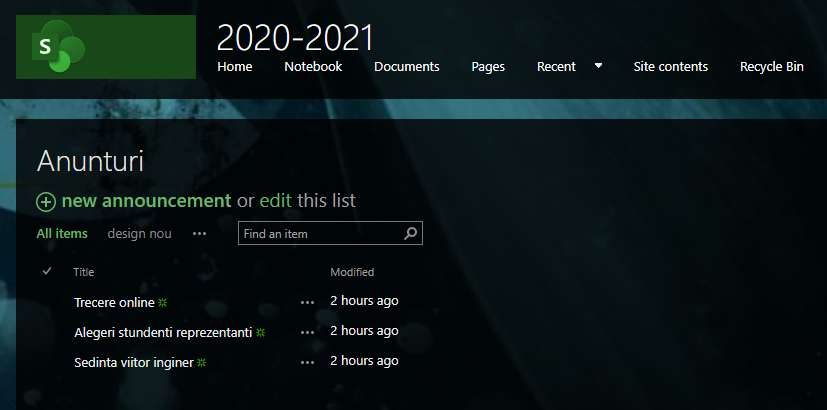 S
2020-2021
Home Notebook Documents Pages Recent Site contents Recycle Bin
Anunturi
new announcement or edit this list
All items design nou ••• Find an item
Title Modified
Trecere online ••• 2 hours ago
Alegeri stundenti reprezentanti ••• 2 hours ago
Sedinta viitor inginer ••• 2 hours ago